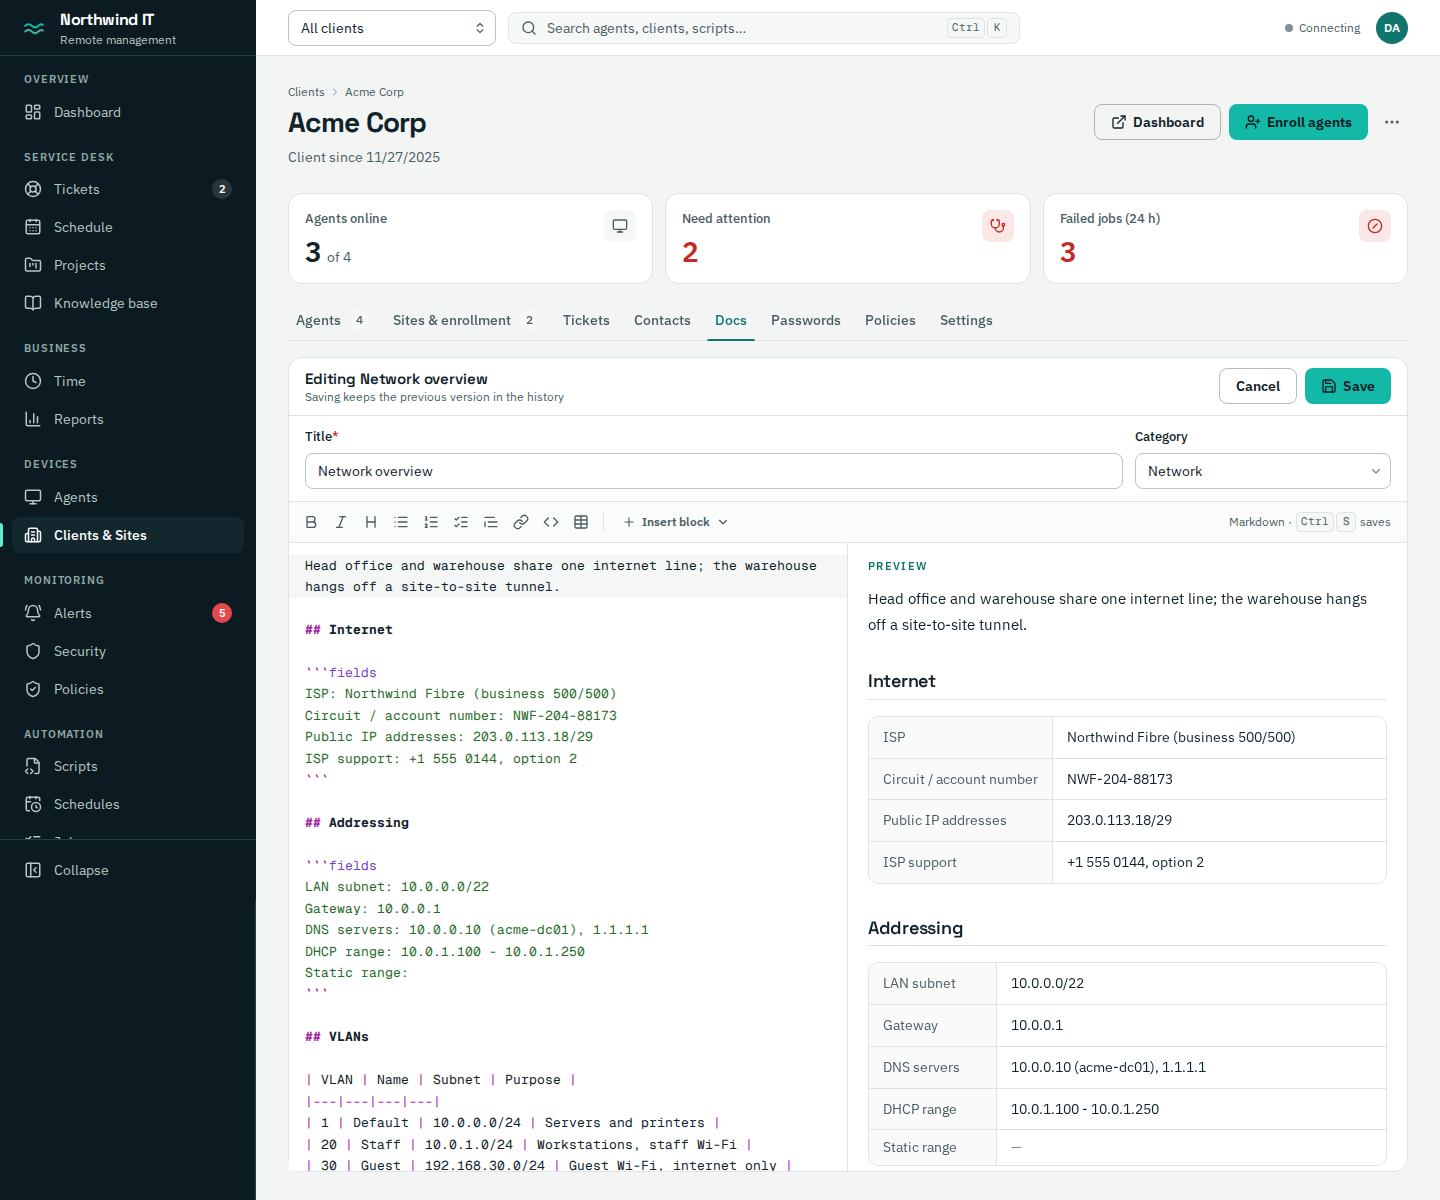 Northwind IT
Remote management
All clients
Search agents, clients, scripts...
Ctrl K
Connecting
DA
OVERVIEW
Dashboard
SERVICE DESK
Tickets 2
Schedule
Projects
Knowledge base
BUSINESS
Time
Reports
DEVICES
Agents
Clients & Sites
MONITORING
Alerts 5
Security
Policies
AUTOMATION
Scripts
Schedules
Collapse
Clients > Acme Corp
Acme Corp
Client since 11/27/2025
Dashboard
Enroll agents
Agents online
3 of 4
Need attention
2
Failed jobs (24 h)
3
Agents 4 Sites & enrollment 2 Tickets Contacts Docs Passwords Policies Settings
Editing Network overview
Saving keeps the previous version in the history
Cancel
Save
Title*
Network overview
Category
Network
Insert block
Markdown · Ctrl S saves
Head office and warehouse share one internet line; the warehouse
hangs off a site-to-site tunnel.
## Internet
```fields
ISP: Northwind Fibre (business 500/500)
Circuit / account number: NWF-204-88173
Public IP addresses: 203.0.113.18/29
ISP support: +1 555 0144, option 2
```
## Addressing
```fields
LAN subnet: 10.0.0.0/22
Gateway: 10.0.0.1
DNS servers: 10.0.0.10 (acme-dc01), 1.1.1.1
DHCP range: 10.0.1.100 - 10.0.1.250
Static range:
```
## VLANs
| VLAN | Name | Subnet | Purpose |
|---|---|---|---|
| 1 | Default | 10.0.0.0/24 | Servers and printers |
| 20 | Staff | 10.0.1.0/24 | Workstations, staff Wi-Fi |
| 30 | Guest | 192.168.30.0/24 | Guest Wi-Fi, internet only |
PREVIEW
Head office and warehouse share one internet line; the warehouse hangs
off a site-to-site tunnel.
Internet
ISP Northwind Fibre (business 500/500)
Circuit / account number NWF-204-88173
Public IP addresses 203.0.113.18/29
ISP support +1 555 0144, option 2
Addressing
LAN subnet 10.0.0.0/22
Gateway 10.0.0.1
DNS servers 10.0.0.10 (acme-dc01), 1.1.1.1
DHCP range 10.0.1.100 - 10.0.1.250
Static range —